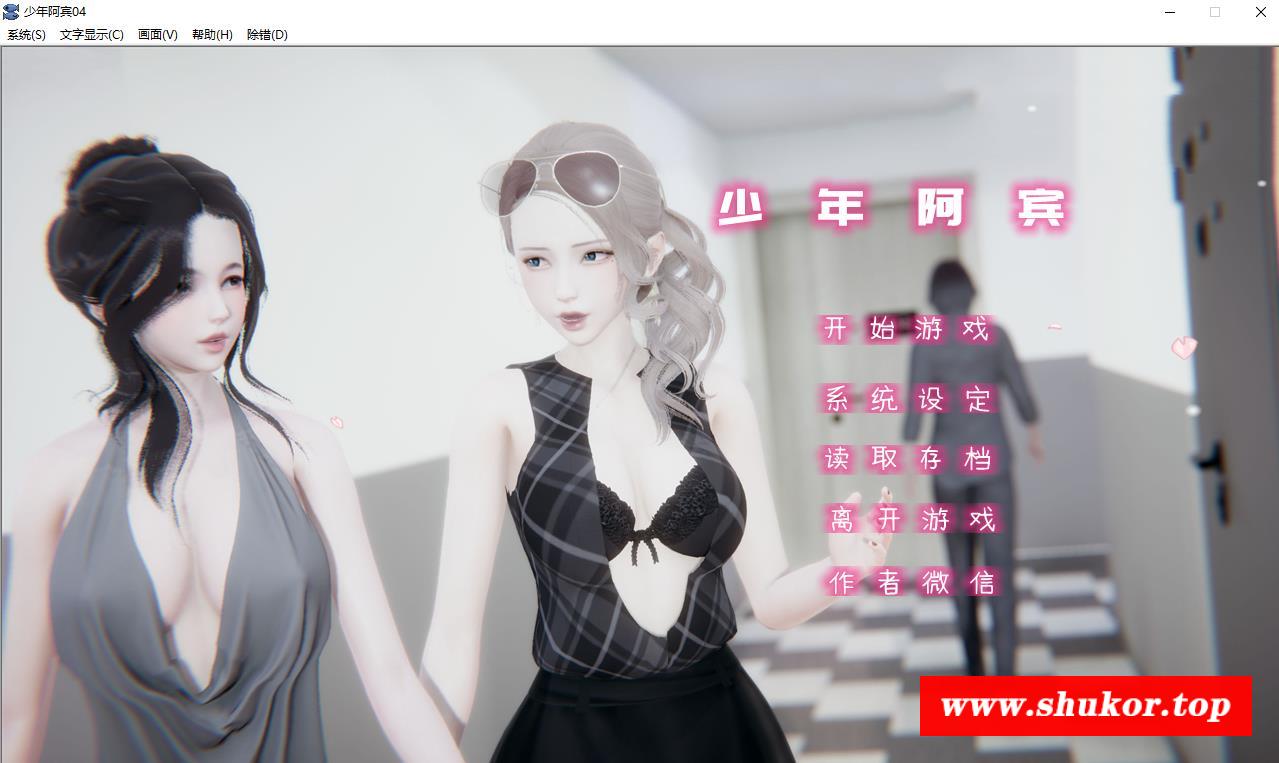 少年阿宾04
系统(S) 文字显示(C) 画面(V) 帮助(H) 除错(D)
少年阿宾
开始游戏
系统设定
读取存档
离开游戏
作者微信
www.shukor.top